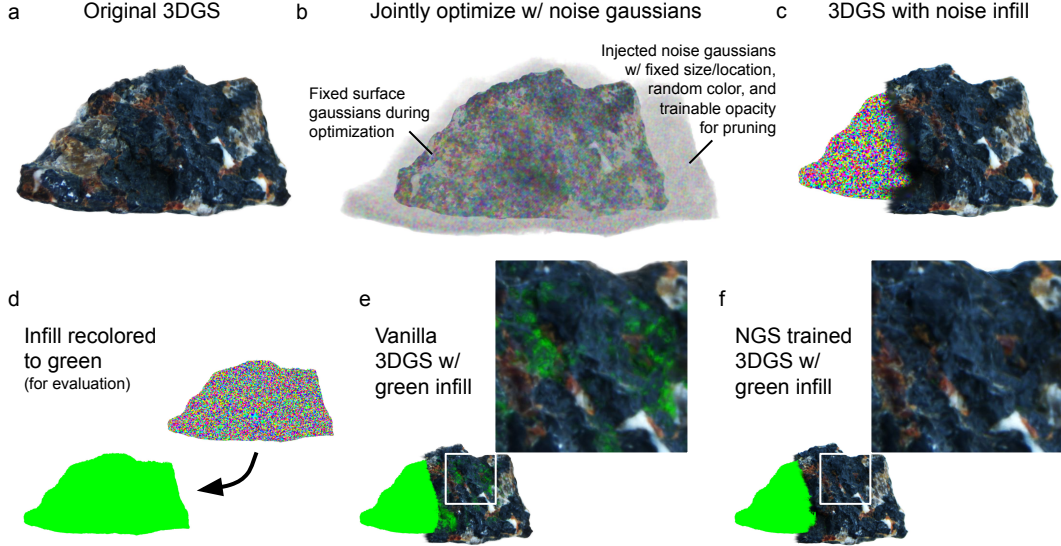 a
Original 3DGS
b
Jointly optimize w/ noise gaussians
c
3DGS with noise infill
Fixed surface
gaussians during
optimization
Injected noise gaussians
w/ fixed size/location,
random color, and
trainable opacity
for pruning
d
Infill recolored
to green
(for evaluation)
e
Vanilla
3DGS w/
green infill
f
NGS trained
3DGS w/
green infill